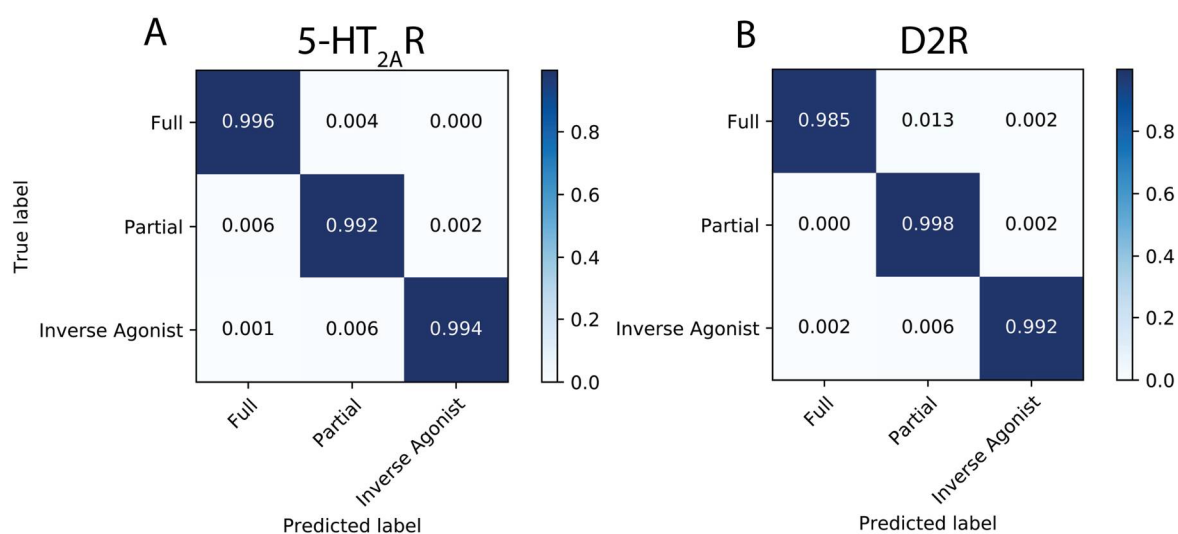 A
5-HT2AR
True label
Full
0.996 0.004 0.000
Partial
0.006 0.992 0.002
Inverse Agonist
0.001 0.006 0.994
Full
Partial
Inverse Agonist
Predicted label
0.8
0.6
0.4
0.2
0.0
B
D2R
Full
0.985 0.013 0.002
Partial
0.000 0.998 0.002
Inverse Agonist
0.002 0.006 0.992
Full
Partial
Inverse Agonist
Predicted label
0.8
0.6
0.4
0.2
0.0